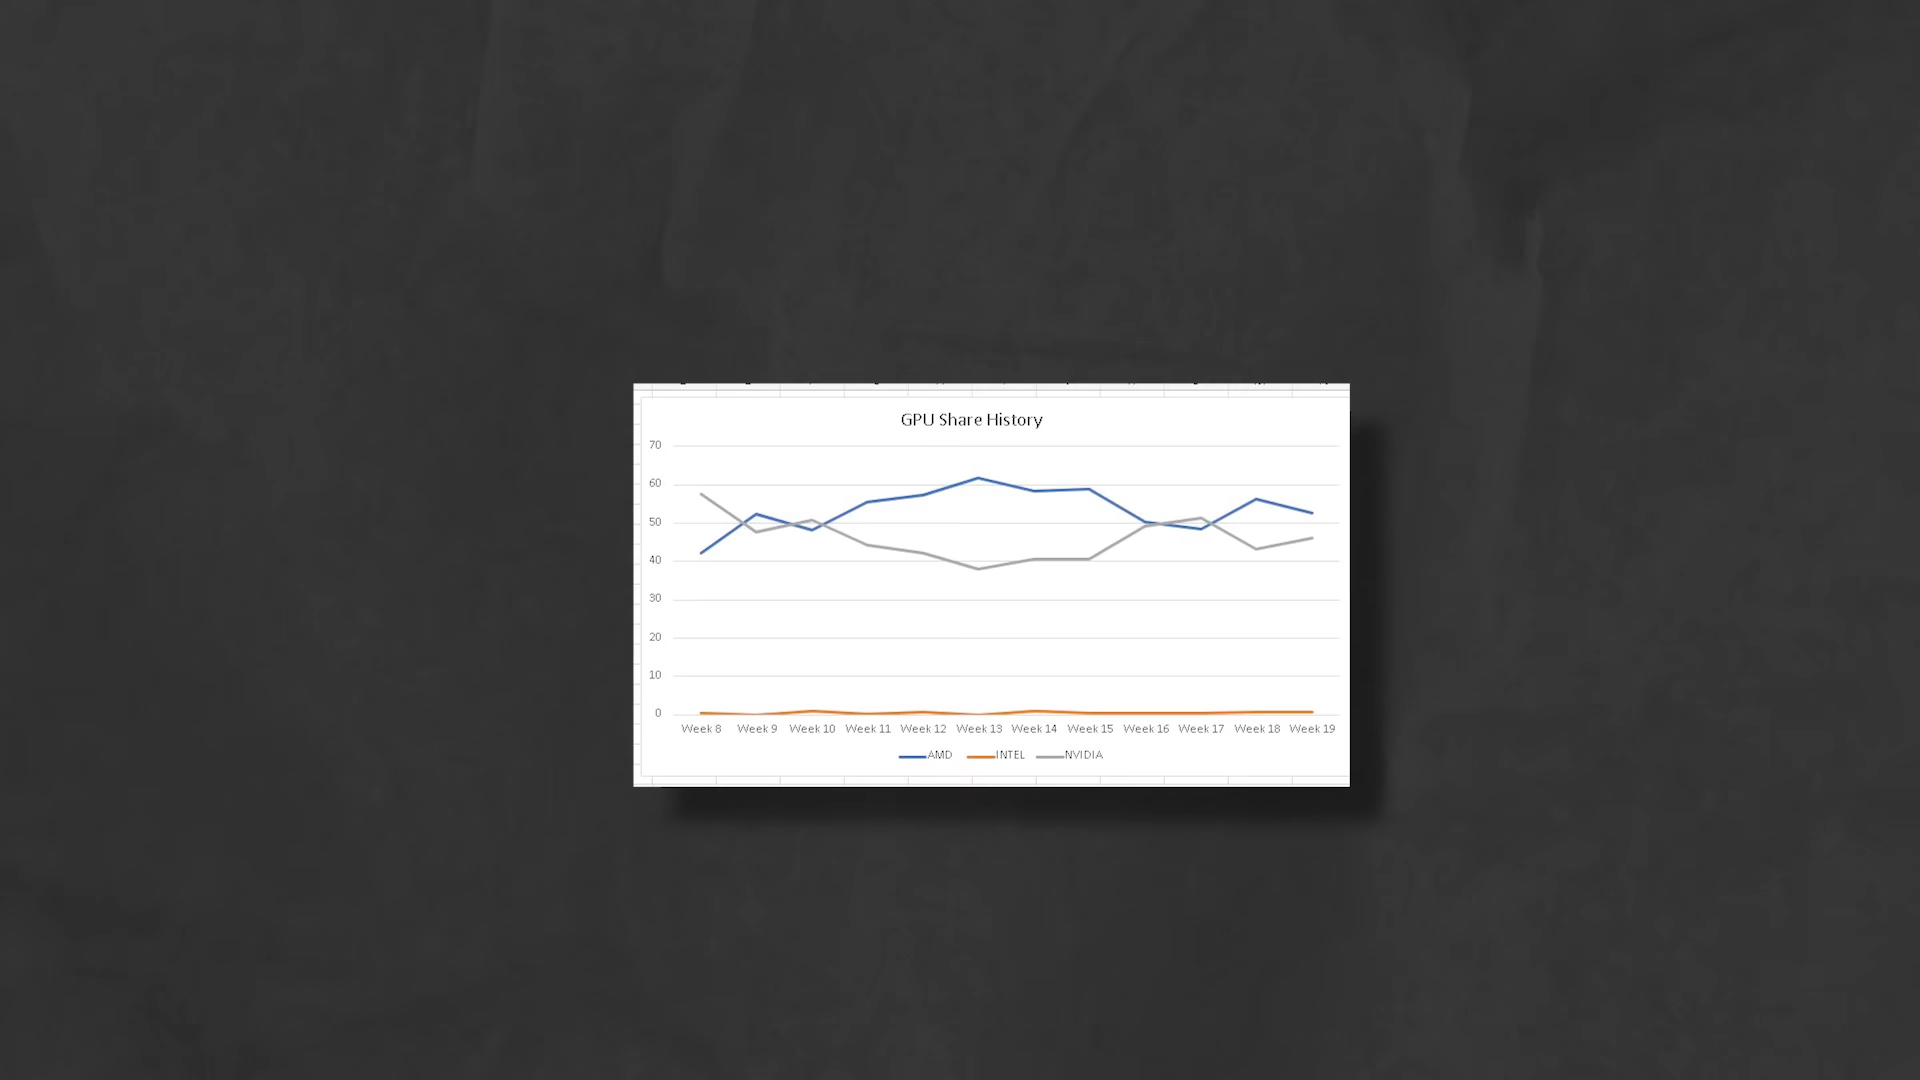 GPU Share History
70
60
50
40
30
20
10
0
Week 8 Week 9 Week 10 Week 11 Week 12 Week 13 Week 14 Week 15 Week 16 Week 17 Week 18 Week 19
AMD INTEL NVIDIA